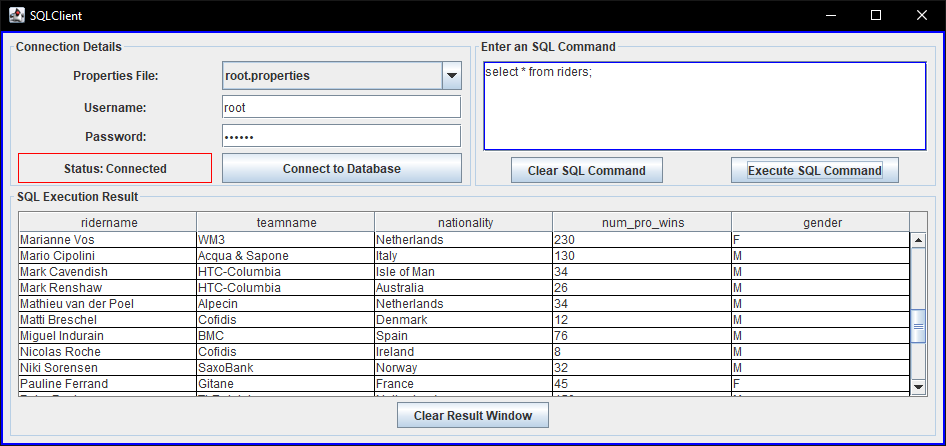 SQLClient
Connection Details
Properties File: root.properties
Username: root
Password: ••••••
Status: Connected Connect to Database
Enter an SQL Command
select * from riders;
Clear SQL Command Execute SQL Command
SQL Execution Result
ridername teamname nationality num_pro_wins gender
Marianne Vos WM3 Netherlands 230 F
Mario Cipolini Acqua & Sapone Italy 130 M
Mark Cavendish HTC-Columbia Isle of Man 34 M
Mark Renshaw HTC-Columbia Australia 26 M
Mathieu van der Poel Alpecin Netherlands 34 M
Matti Breschel Cofidis Denmark 12 M
Miguel Indurain BMC Spain 76 M
Nicolas Roche Cofidis Ireland 8 M
Niki Sorensen SaxoBank Norway 32 M
Pauline Ferrand Gitane France 45 F
Clear Result Window